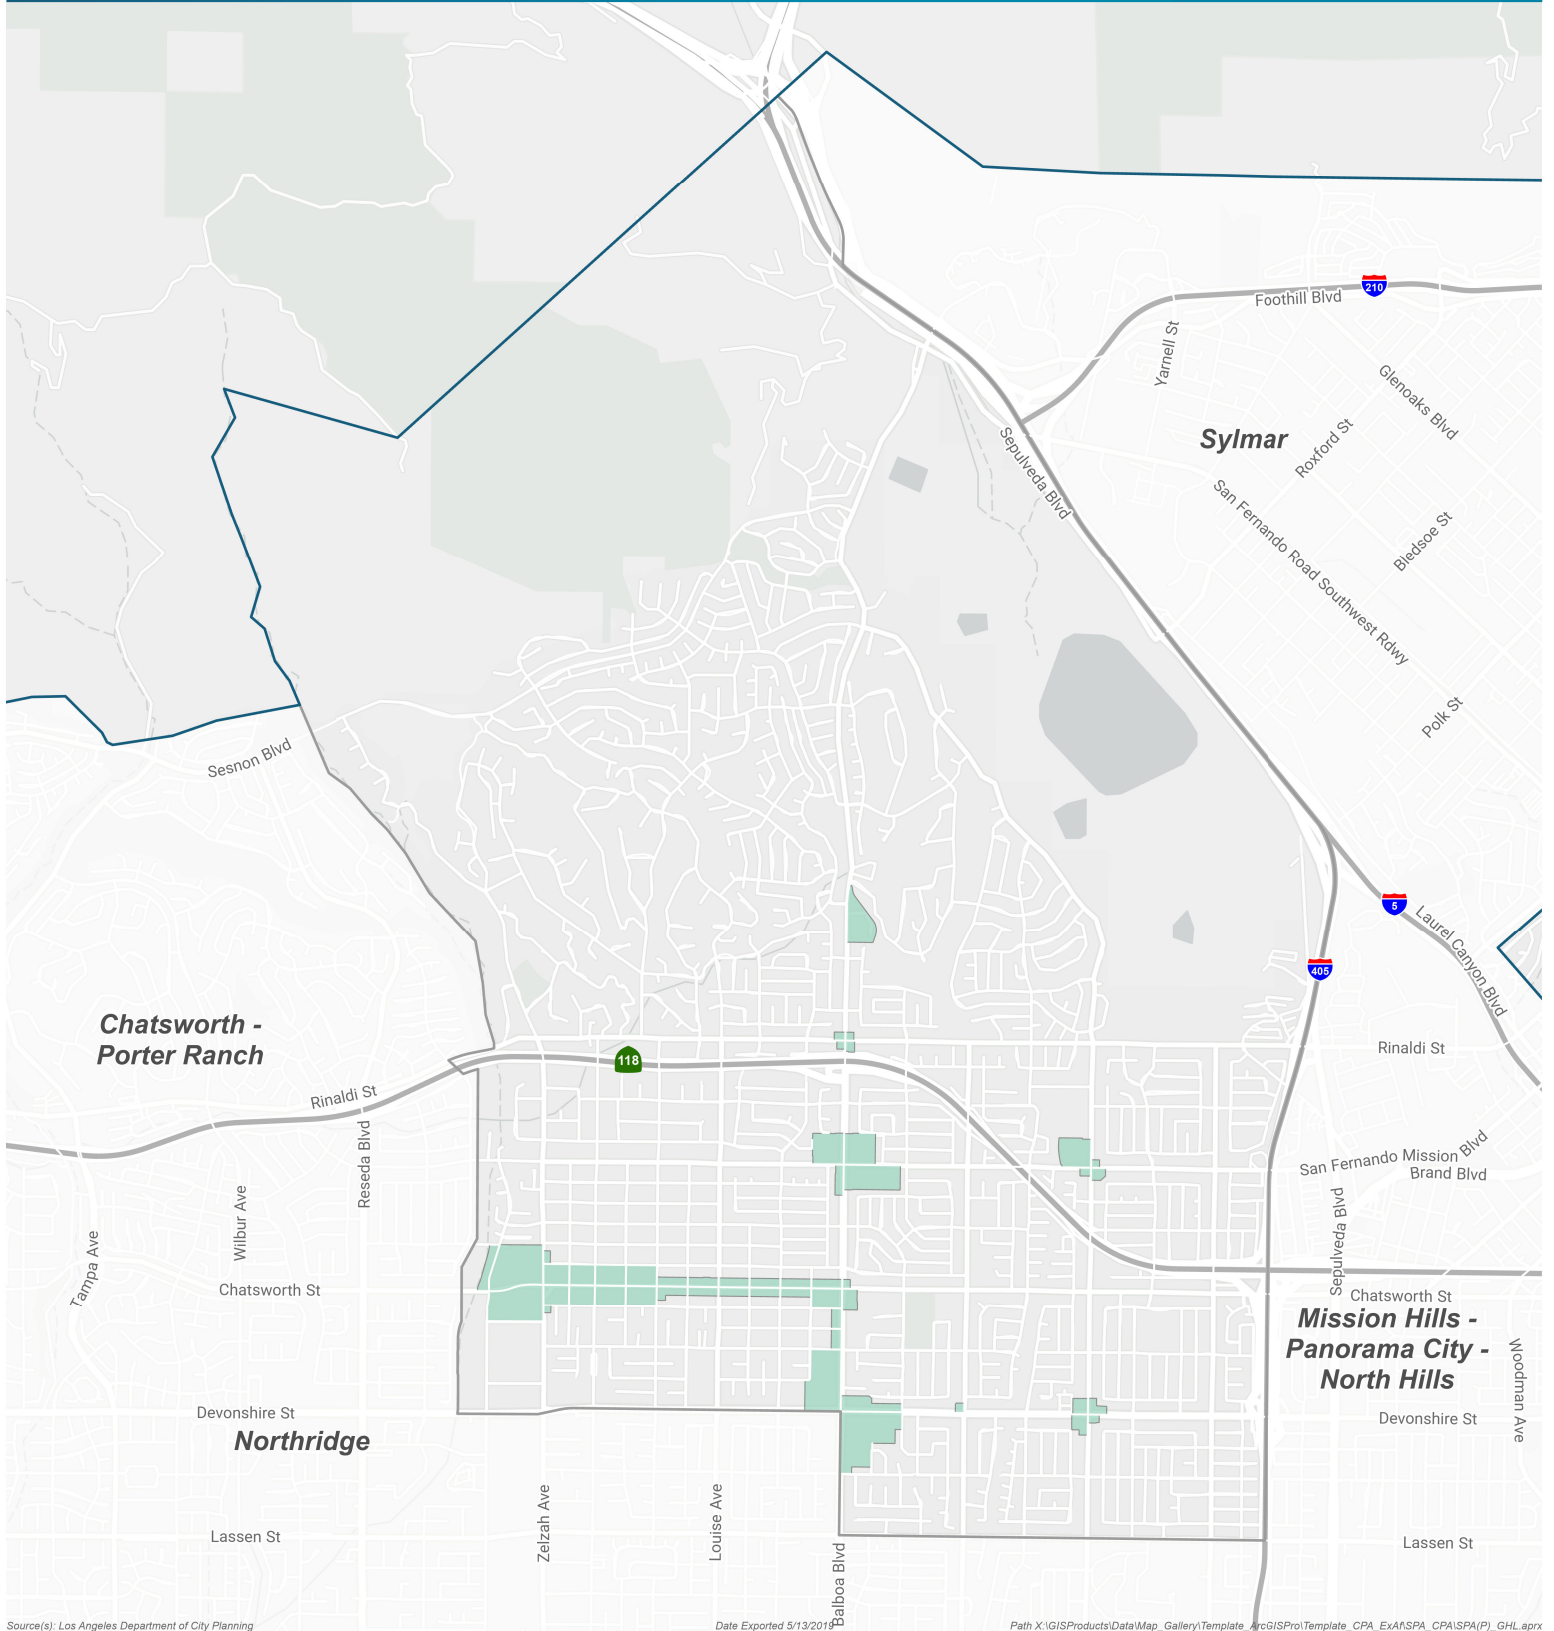 210
Foothill Blvd
Yarnell St
Glenoaks Blvd
Sylmar
Roxford St
Sepulveda Blvd
San Fernando Road Southwest Rdwy
Bledsoe St
Polk St
Sesnon Blvd
5
Laurel Canyon Blvd
405
Chatsworth -
Porter Ranch
118
Rinaldi St
Rinaldi St
Reseda Blvd
San Fernando Mission Blvd
Brand Blvd
Wilbur Ave
Tampa Ave
Sepulveda Blvd
Chatsworth St
Chatsworth St
Mission Hills -
Panorama City -
North Hills
Woodman Ave
Devonshire St
Devonshire St
Northridge
Zelzah Ave
Louise Ave
Balboa Blvd
Lassen St
Lassen St
Source(s): Los Angeles Department of City Planning
Date Exported 5/13/2019
Path X:\GISProducts\Data\Map_Gallery\Template_ArcGISPro\Template_CPA_ExAf\SPA_CPA\SPA(P)_GHL.aprx